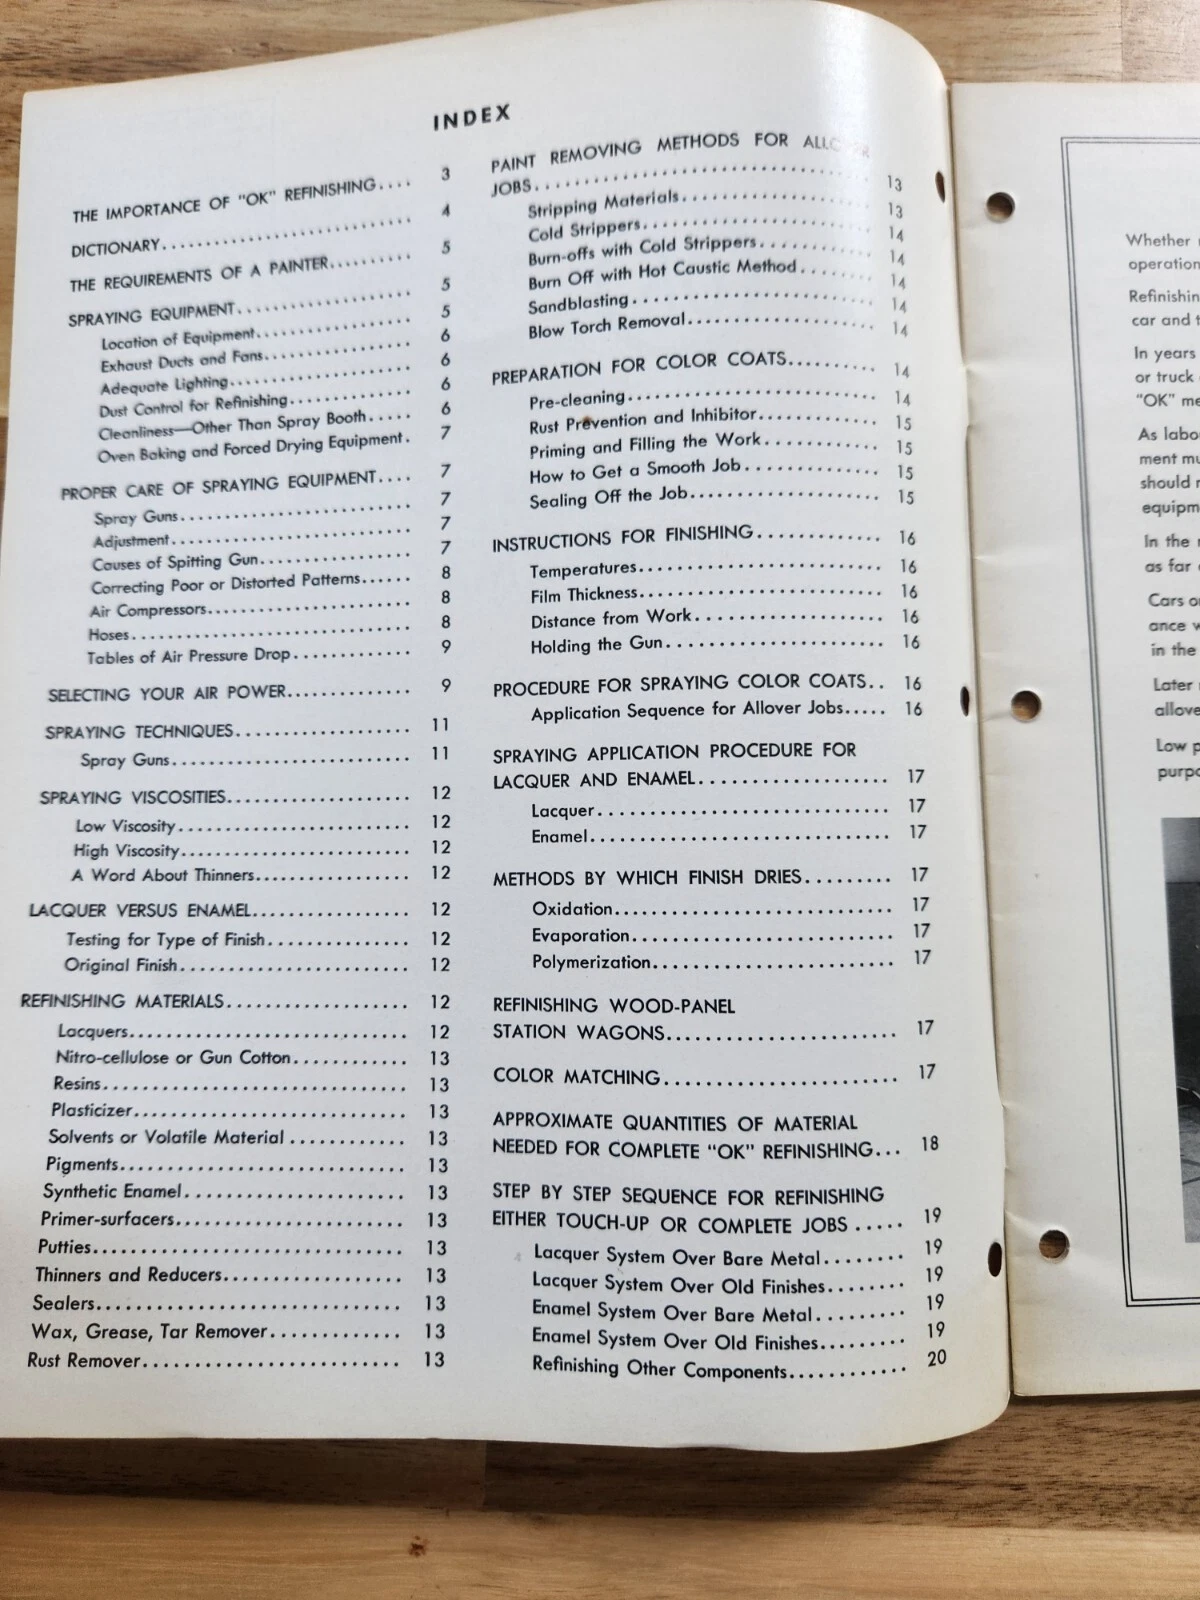 INDEX
THE IMPORTANCE OF "OK" REFINISHING.... 3
DICTIONARY.............................. 4
THE REQUIREMENTS OF A PAINTER.......... 5
SPRAYING EQUIPMENT..................... 5
Location of Equipment.................. 5
Exhaust Ducts and Fans................. 6
Adequate Lighting...................... 6
Dust Control for Refinishing............. 6
Cleanliness—Other Than Spray Booth..... 6
Oven Baking and Forced Drying Equipment. 7
PROPER CARE OF SPRAYING EQUIPMENT.... 7
Spray Guns............................ 7
Adjustment............................ 7
Causes of Spitting Gun................. 7
Correcting Poor or Distorted Patterns...... 8
Air Compressors........................ 8
Hoses................................. 8
Tables of Air Pressure Drop............. 9
SELECTING YOUR AIR POWER.............. 9
SPRAYING TECHNIQUES................... 11
Spray Guns............................ 11
SPRAYING VISCOSITIES.................... 12
Low Viscosity......................... 12
High Viscosity......................... 12
A Word About Thinners................. 12
LACQUER VERSUS ENAMEL................. 12
Testing for Type of Finish............... 12
Original Finish......................... 12
REFINISHING MATERIALS................... 12
Lacquers.............................. 12
Nitro-cellulose or Gun Cotton............ 13
Resins................................ 13
Plasticizer............................. 13
Solvents or Volatile Material ............ 13
Pigments.............................. 13
Synthetic Enamel....................... 13
Primer-surfacers........................ 13
Putties................................ 13
Thinners and Reducers.................. 13
Sealers................................ 13
Wax, Grease, Tar Remover............. 13
Rust Remover.......................... 13
PAINT REMOVING METHODS FOR ALLOVER
JOBS.................................. 13
Stripping Materials..................... 13
Cold Strippers......................... 14
Burn-offs with Cold Strippers............ 14
Burn Off with Hot Caustic Method........ 14
Sandblasting.......................... 14
Blow Torch Removal.................... 14
PREPARATION FOR COLOR COATS.......... 14
Pre-cleaning........................... 14
Rust Prevention and Inhibitor............ 15
Priming and Filling the Work............ 15
How to Get a Smooth Job.............. 15
Sealing Off the Job.................... 15
INSTRUCTIONS FOR FINISHING............. 16
Temperatures.......................... 16
Film Thickness......................... 16
Distance from Work.................... 16
Holding the Gun....................... 16
PROCEDURE FOR SPRAYING COLOR COATS.. 16
Application Sequence for Allover Jobs..... 16
SPRAYING APPLICATION PROCEDURE FOR
LACQUER AND ENAMEL................... 17
Lacquer.............................. 17
Enamel............................... 17
METHODS BY WHICH FINISH DRIES......... 17
Oxidation............................. 17
Evaporation........................... 17
Polymerization......................... 17
REFINISHING WOOD-PANEL
STATION WAGONS....................... 17
COLOR MATCHING....................... 17
APPROXIMATE QUANTITIES OF MATERIAL
NEEDED FOR COMPLETE "OK" REFINISHING... 18
STEP BY STEP SEQUENCE FOR REFINISHING
EITHER TOUCH-UP OR COMPLETE JOBS ..... 19
Lacquer System Over Bare Metal........ 19
Lacquer System Over Old Finishes........ 19
Enamel System Over Bare Metal......... 19
Enamel System Over Old Finishes......... 19
Refinishing Other Components............ 20
Whether
operation
Refinishin
car and t
In years
or truck
"OK" me
As labo
ment mu
should
equipm
In the
as far
Cars
ance
in the
Later
allove
Low p
purpo